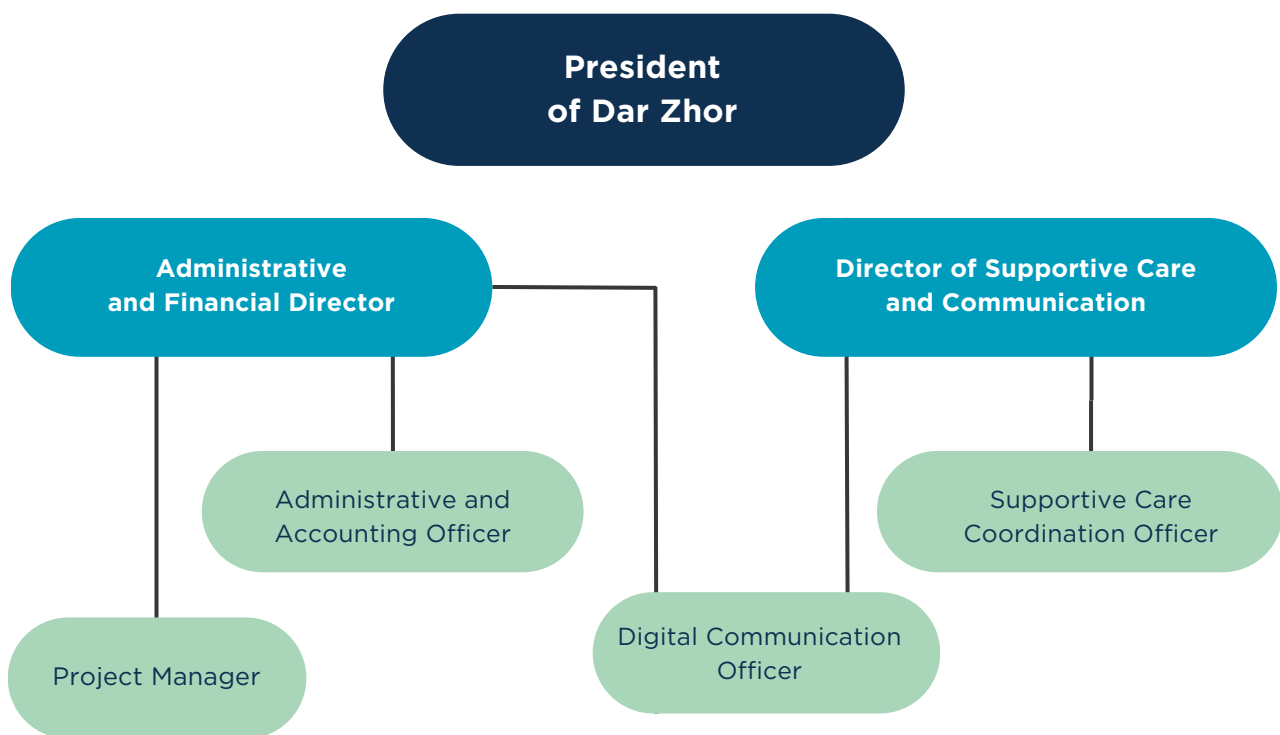 President
of Dar Zhor
Administrative
and Financial Director
Director of Supportive Care
and Communication
Administrative and
Accounting Officer
Supportive Care
Coordination Officer
Digital Communication
Officer
Project Manager